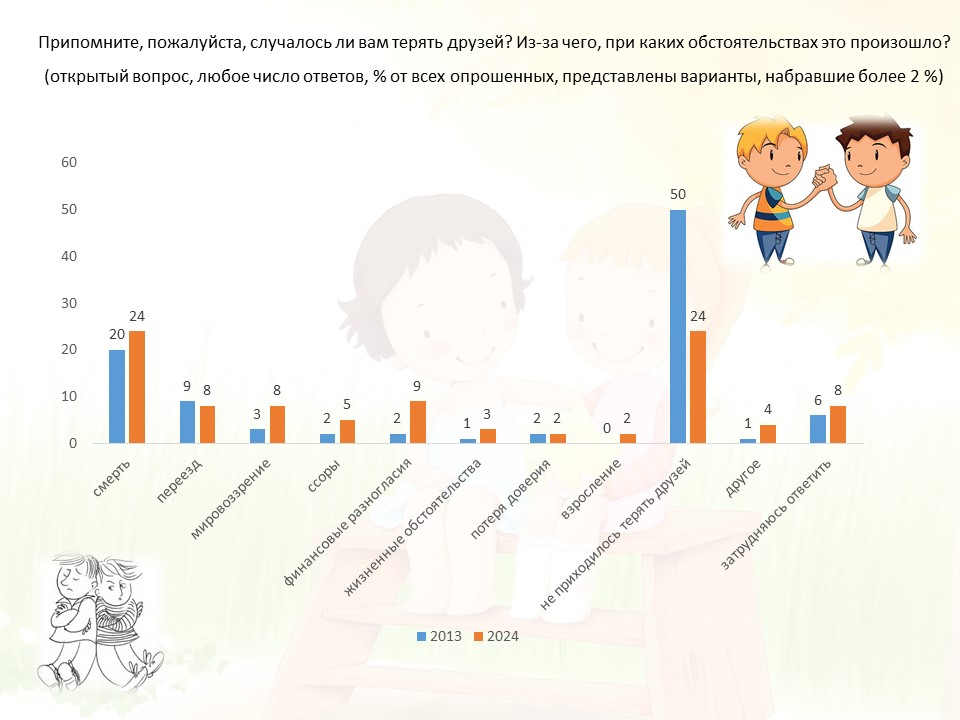 Припомните, пожалуйста, случалось ли вам терять друзей? Из-за чего, при каких обстоятельствах это произошло?
(открытый вопрос, любое число ответов, % от всех опрошенных, представлены варианты, набравшие более 2 %)
60
50
40
30
20
10
0
20 24
9 8
3 8
2 5
2 9
1 3
2 2
0 2
50 24
1 4
6 8
смерть
переезд
мировоззрение
ссоры
финансовые разногласия
жизненные обстоятельства
потеря доверия
взросление
не приходилось терять друзей
другое
затрудняюсь ответить
2013 2024